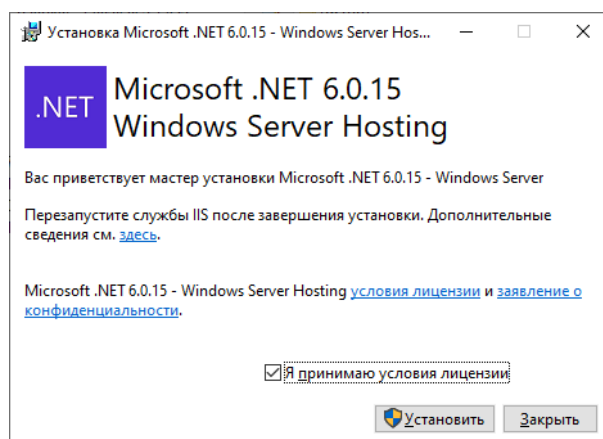 Установка Microsoft .NET 6.0.15 - Windows Server Hos...
.NET
Microsoft .NET 6.0.15
Windows Server Hosting
Вас приветствует мастер установки Microsoft .NET 6.0.15 - Windows Server
Перезапустите службы IIS после завершения установки. Дополнительные
сведения см. здесь.
Microsoft .NET 6.0.15 - Windows Server Hosting условия лицензии и заявление о
конфиденциальности.
Я принимаю условия лицензии
Установить Закрыть